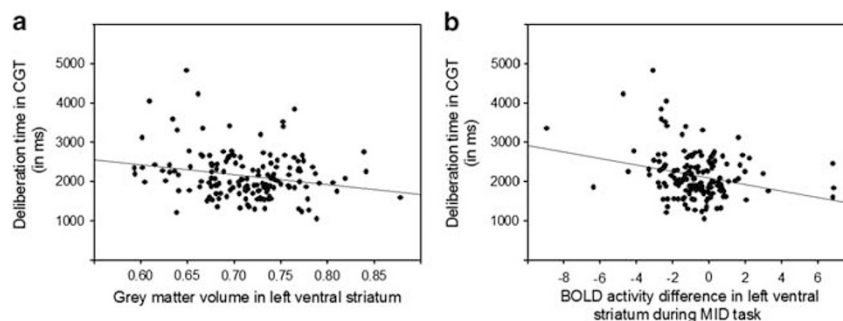 a
Deliberation time in CGT
(in ms)
5000
4000
3000
2000
1000
0.60 0.65 0.70 0.75 0.80 0.85
Grey matter volume in left ventral striatum
b
Deliberation time in CGT
(in ms)
5000
4000
3000
2000
1000
-8 -6 -4 -2 0 2 4 6
BOLD activity difference in left ventral
striatum during MID task